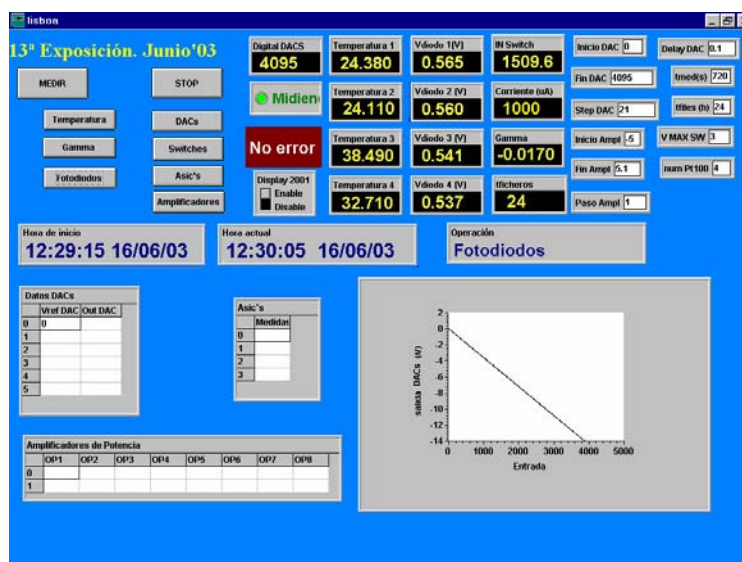 lisbon
13ª Exposición. Junio'03
MEDIR
STOP
Temperatura
DACs
Gamma
Switches
Fotodiodos
Asic's
Amplificadores
Digital DACS
4095
Midien
No error
Display 2001
Enable
Disable
Temperatura 1
24.380
Temperatura 2
24.110
Temperatura 3
38.490
Temperatura 4
32.710
Vdiodo 1(V)
0.565
Vdiodo 2 (V)
0.560
Vdiodo 3 (V)
0.541
Vdiodo 4 (V)
0.537
IN Switch
1509.6
Corriente (uA)
1000
Gamma
-0.0170
tficheros
24
Inicio DAC 0
Fin DAC 4095
Step DAC 21
Inicio Ampl -5
Fin Ampl 5.1
Paso Ampl 1
Delay DAC 0.1
tmed(s) 720
tfiles (h) 24
V MAX SW 3
num Pt100 4
Hora de inicio
12:29:15 16/06/03
Hora actual
12:30:05 16/06/03
Operación
Fotodiodos
Datos DACs
Vref DAC Out DAC
0 0
1
2
3
4
5
Asic's
Medidas
0
1
2
3
Amplificadores de Potencia
OP1 OP2 OP3 OP4 OP5 OP6 OP7 OP8
0
1
salida DACs (V)
2
0
-2
-4
-6
-8
-10
-12
-14
0 1000 2000 3000 4000 5000
Entrada